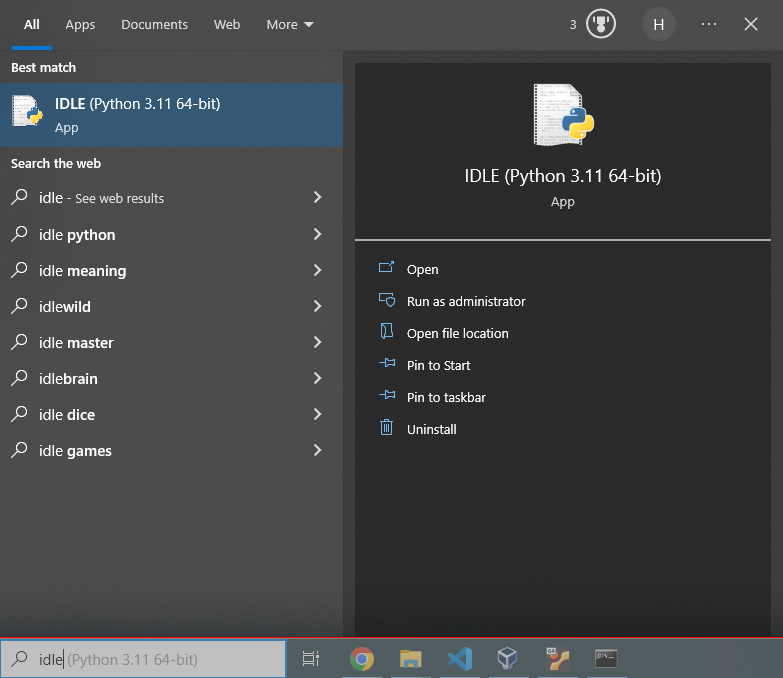 All Apps Documents Web More 3 H ...
Best match
IDLE (Python 3.11 64-bit)
App
Search the web
idle - See web results
idle python
idle meaning
idlewild
idle master
idlebrain
idle dice
idle games
IDLE (Python 3.11 64-bit)
App
Open
Run as administrator
Open file location
Pin to Start
Pin to taskbar
Uninstall
idle (Python 3.11 64-bit)
64